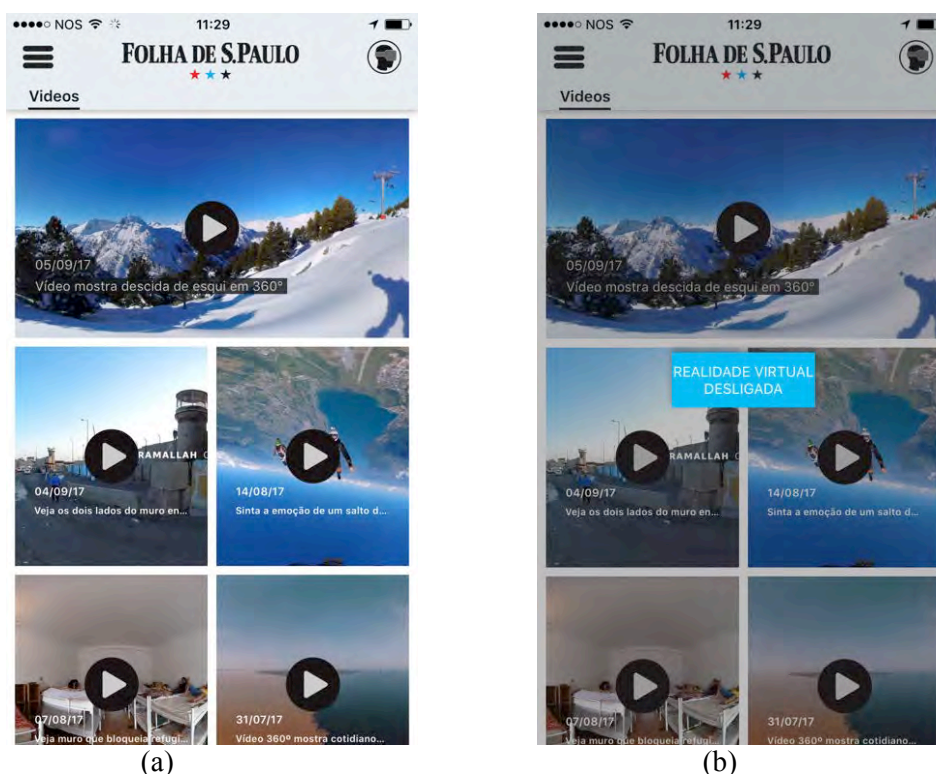 NOS 11:29
FOLHA DE S.PAULO
Videos
05/09/17
Vídeo mostra descida de esqui em 360°
RAMALLAH
04/09/17
Veja os dois lados do muro en...
14/08/17
Sinta a emoção de um salto d...
07/08/17
Veja muro que bloqueia refugi...
31/07/17
Vídeo 360º mostra cotidiano...
(a)
NOS 11:29
FOLHA DE S.PAULO
Videos
05/09/17
Vídeo mostra descida de esqui em 360°
REALIDADE VIRTUAL
DESLIGADA
RAMALLAH
04/09/17
Veja os dois lados do muro en...
14/08/17
Sinta a emoção de um salto d...
07/08/17
Veja muro que bloqueia refugi...
31/07/17
Vídeo 360º mostra cotidiano...
(b)